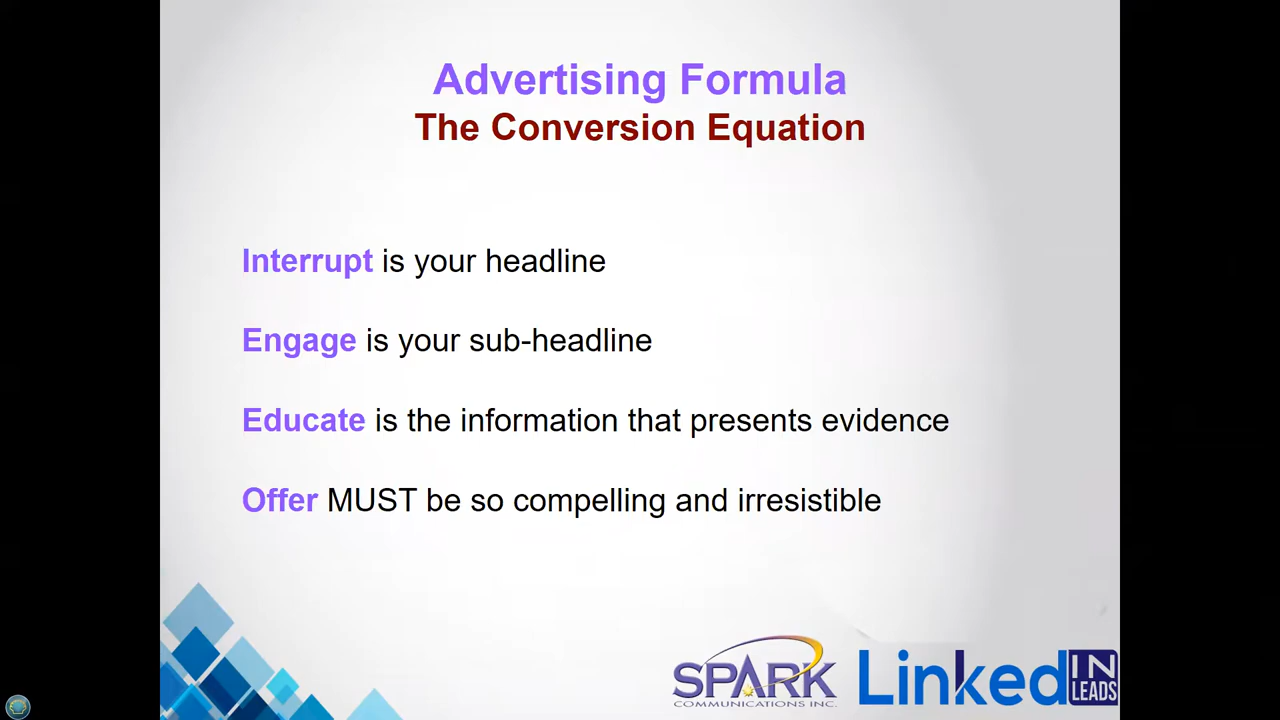 Advertising Formula
The Conversion Equation
Interrupt is your headline
Engage is your sub-headline
Educate is the information that presents evidence
Offer MUST be so compelling and irresistible
SPARK
COMMUNICATIONS INC.
Linked IN
LEADS